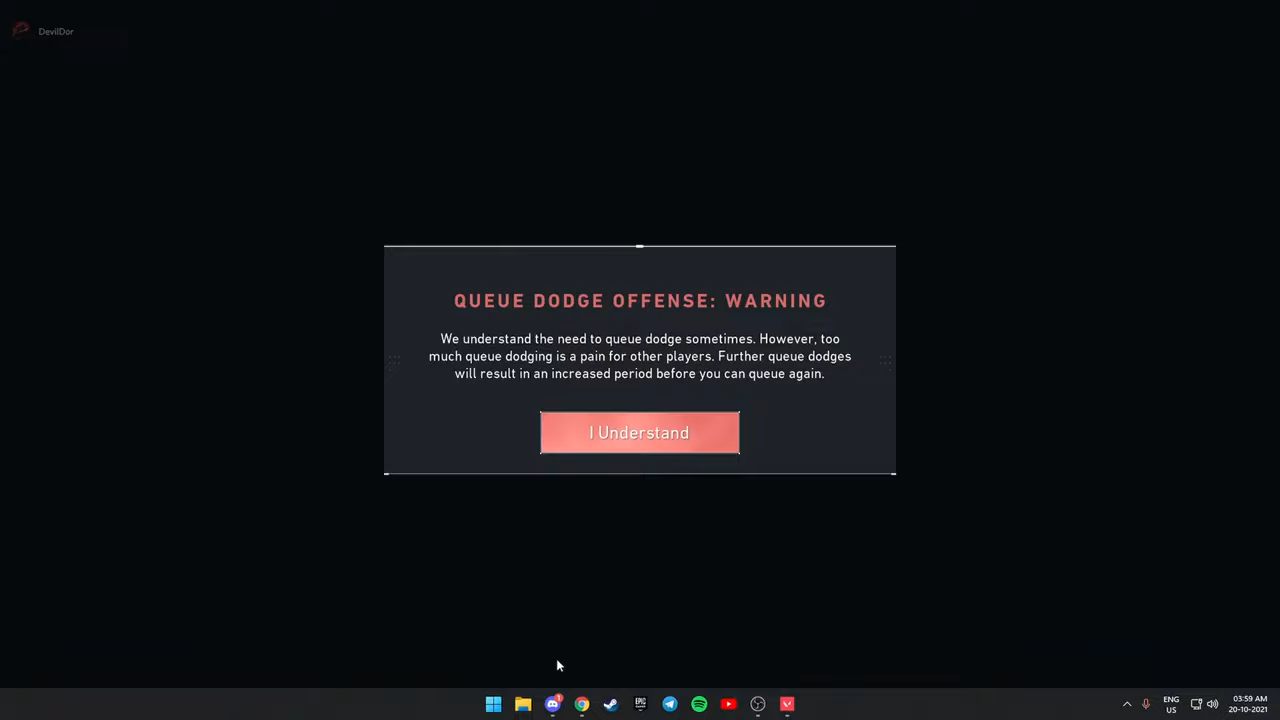 DevilDor
QUEUE DODGE OFFENSE: WARNING
We understand the need to queue dodge sometimes. However, too
much queue dodging is a pain for other players. Further queue dodges
will result in an increased period before you can queue again.
I Understand
1
EPIC
ENG
US
03:59 AM
20-10-2021